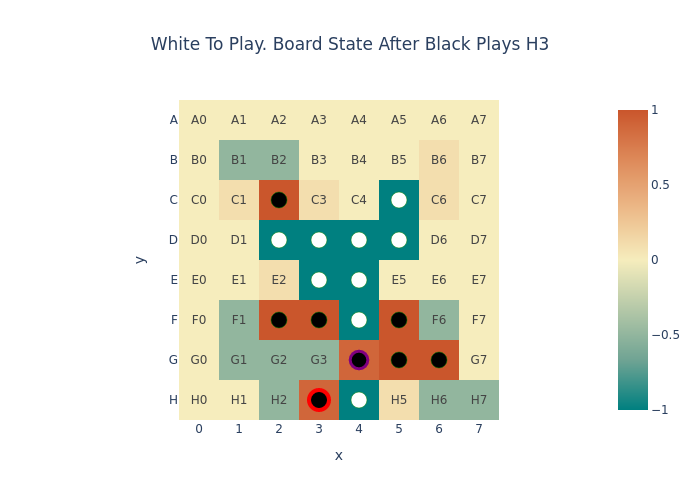 White To Play. Board State After Black Plays H3
A A0 A1 A2 A3 A4 A5 A6 A7 1
B B0 B1 B2 B3 B4 B5 B6 B7
C C0 C1 C3 C4 C6 C7 0.5
D D0 D1 D6 D7
y 0
E E0 E1 E2 E5 E6 E7
F F0 F1 F6 F7 −0.5
G G0 G1 G2 G3 G7
H H0 H1 H2 H5 H6 H7 −1
0 1 2 3 4 5 6 7
x